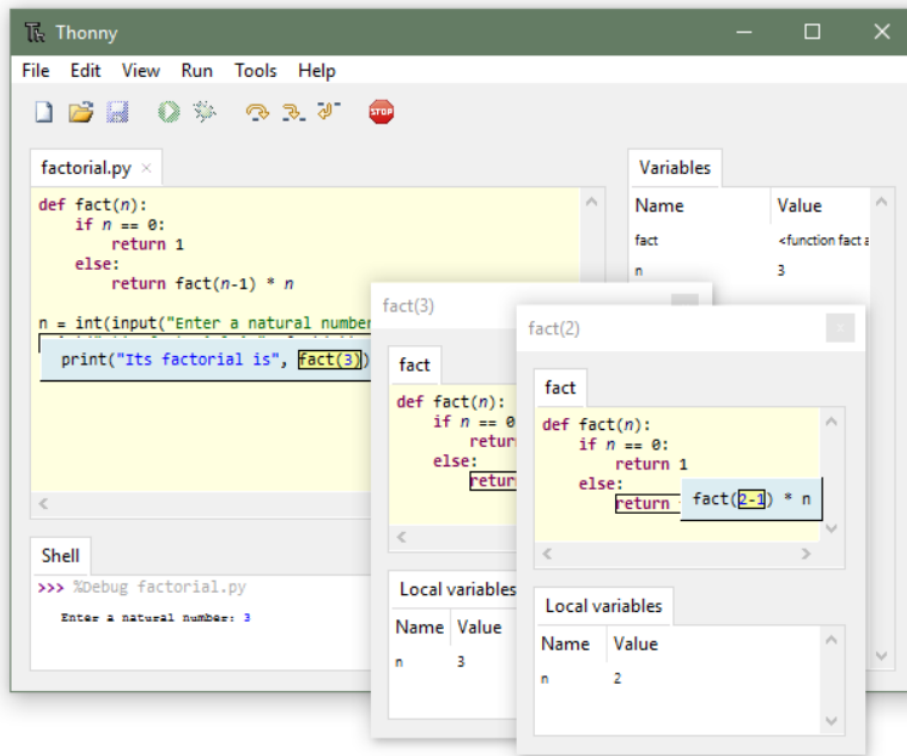 Thonny
File Edit View Run Tools Help
STOP
factorial.py ×
def fact(n):
    if n == 0:
        return 1
    else:
        return fact(n-1) * n
n = int(input("Enter a natural number
print("Its factorial is", fact(3))
Shell
>>> %Debug factorial.py
Enter a natural number: 3
Variables
Name Value
fact <function fact a
n 3
fact(3)
fact
def fact(n):
    if n == 0
        retur
    else:
        retur
Local variables
Name Value
n 3
fact(2)
fact
def fact(n):
    if n == 0:
        return 1
    else:
        return
fact(2-1) * n
Local variables
Name Value
n 2